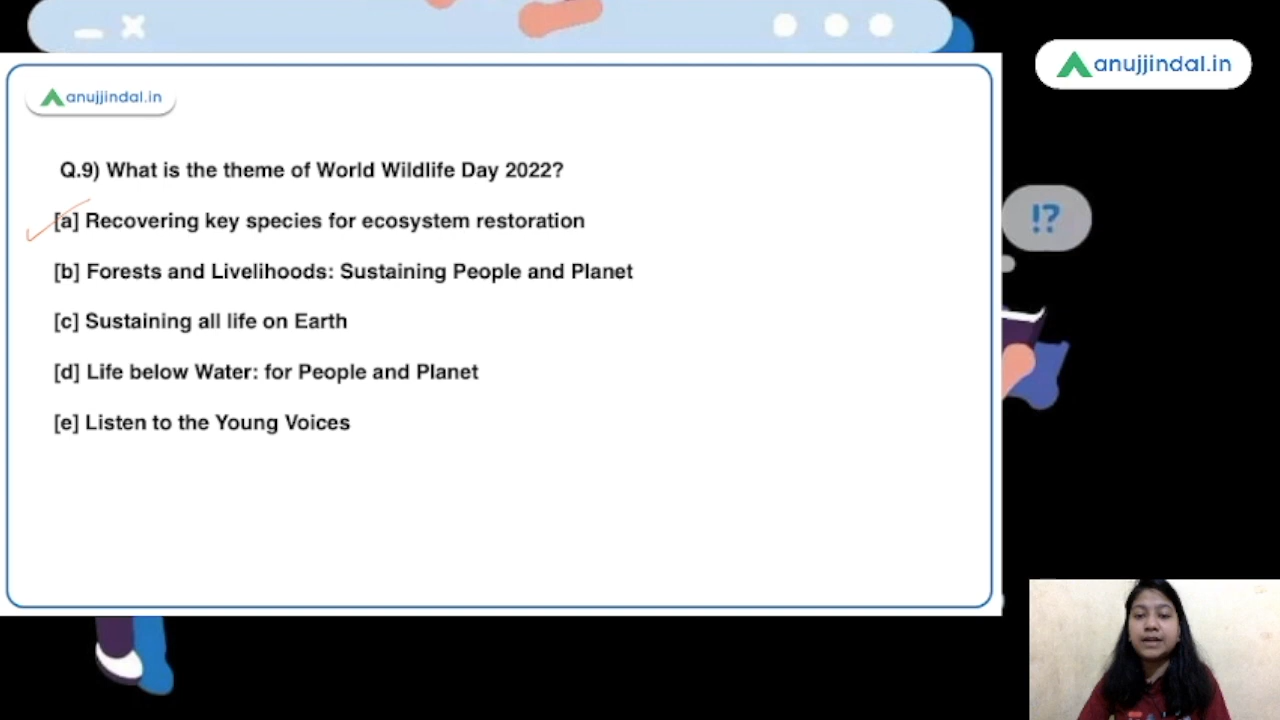 anujjindal.in
anujjindal.in
Q.9) What is the theme of World Wildlife Day 2022?
[a] Recovering key species for ecosystem restoration
!?
[b] Forests and Livelihoods: Sustaining People and Planet
[c] Sustaining all life on Earth
[d] Life below Water: for People and Planet
[e] Listen to the Young Voices